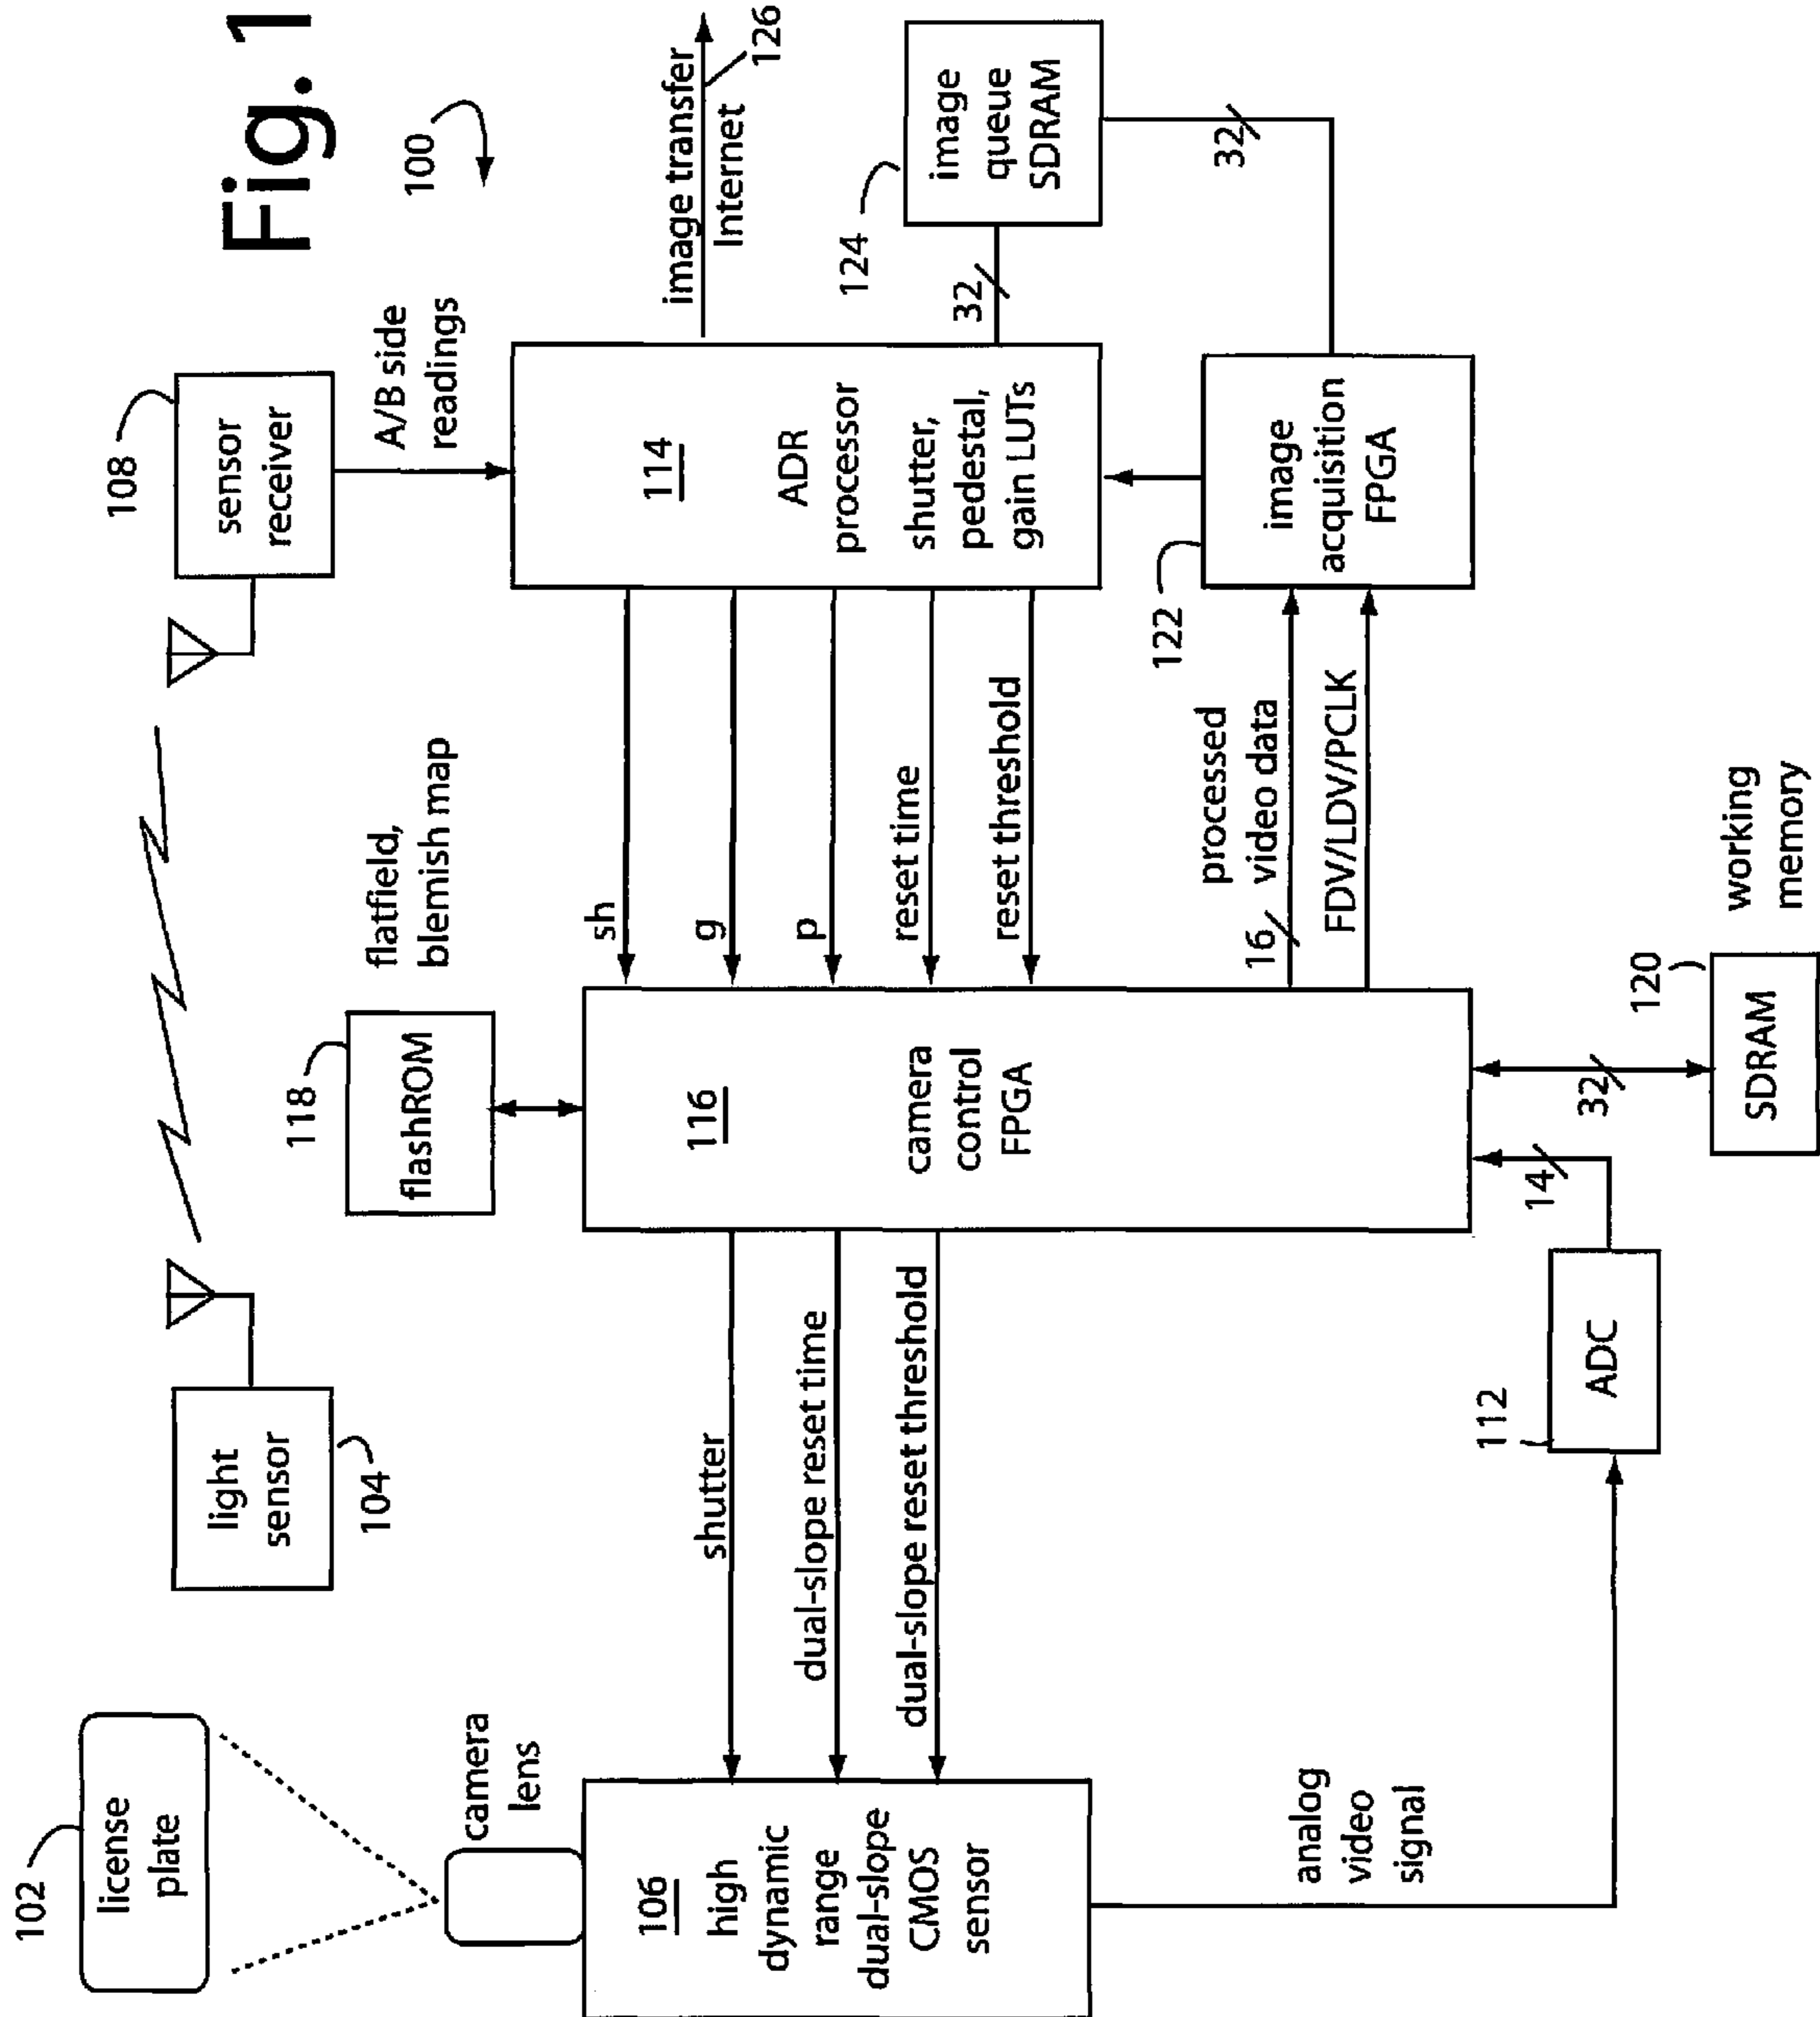 Fig. 1
100
102
license
plate
camera
lens
106
high
dynamic
range
dual-slope
CMOS
sensor
light
sensor
104
108
sensor
receiver
A/B side
readings
118
flashROM
flatfield,
blemish map
shutter
dual-slope reset time
dual-slope reset threshold
116
camera
control
FPGA
sh
g
p
reset time
reset threshold
114
ADR
processor
shutter,
pedestal,
gain LUTs
image transfer
Internet
126
124
image
queue
SDRAM
32
32
processed
16 video data
FDV/LDV/PCLK
122
image
acquisition
FPGA
analog
video
signal
112
ADC
14
32
120
SDRAM
working
memory